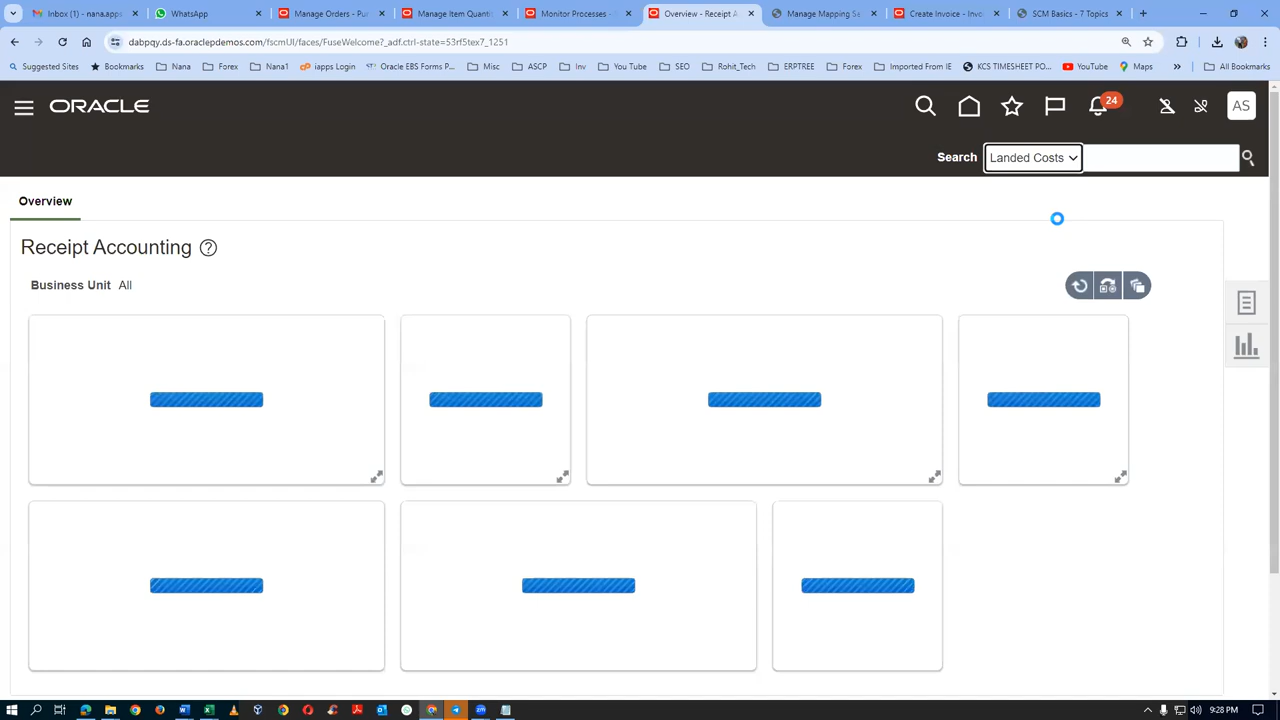 Inbox (1) - nana.apps
WhatsApp
Manage Orders - Pur
Manage Item Quanti
Monitor Processes -
Overview - Receipt A
Manage Mapping Se
Create Invoice - Invoi
SCM Basics - 7 Topics
dabpqy.ds-fa.oraclepdemos.com/fscmUI/faces/FuseWelcome?_adf.ctrl-state=53rf5tex7_1251
Suggested Sites Bookmarks Nana Forex Nana1 iapps Login Oracle EBS Forms P... Misc ASCP Inv You Tube SEO Rohit_Tech ERPTREE Forex Imported From IE KCS TIMESHEET PO... YouTube Maps » All Bookmarks
ORACLE 24 AS
Search Landed Costs
Overview
Receipt Accounting ?
Business Unit All
9:28 PM